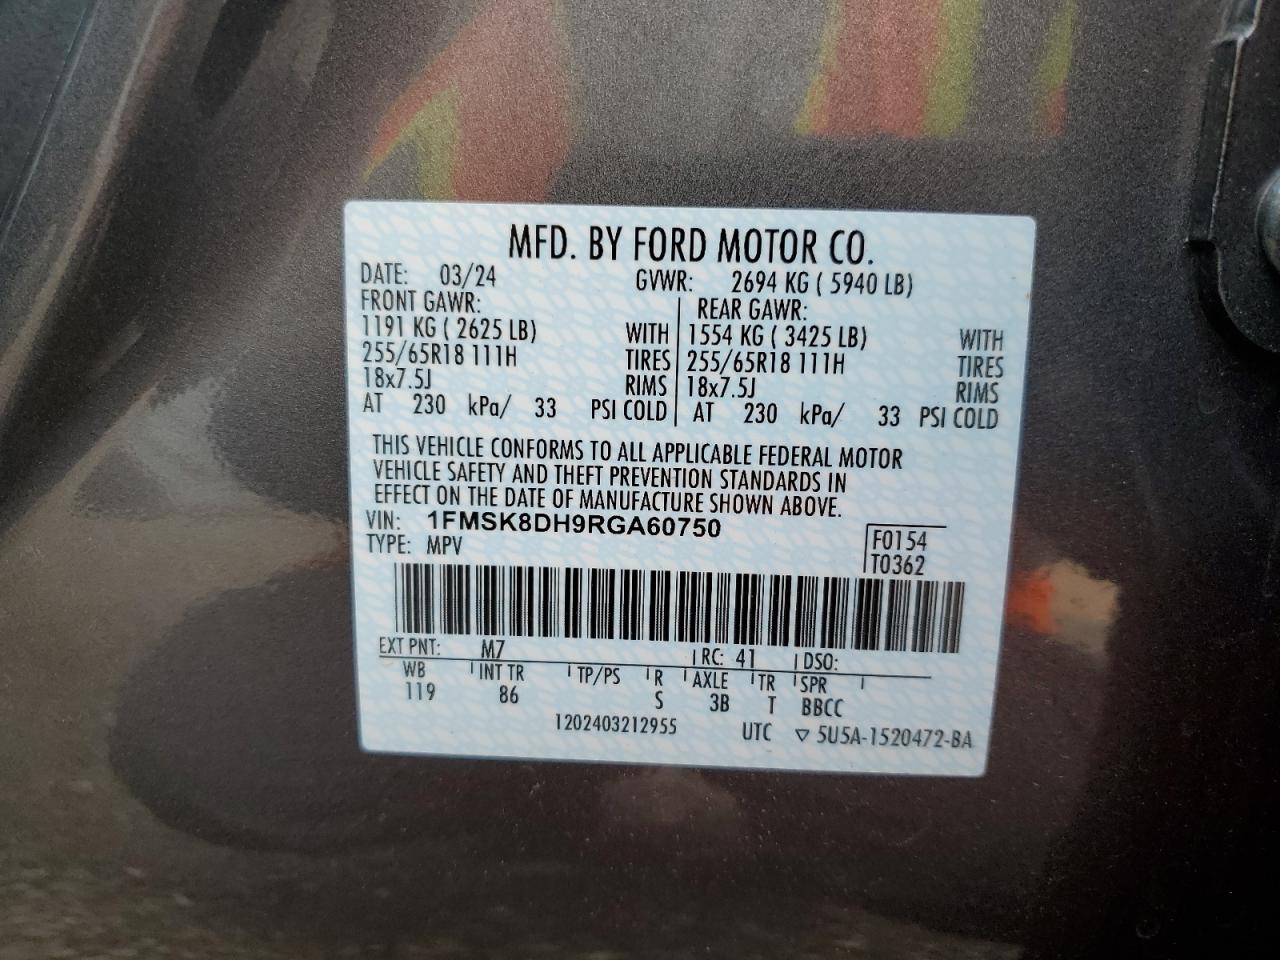 MFD. BY FORD MOTOR CO.
DATE: 03/24 GVWR: 2694 KG ( 5940 LB)
FRONT GAWR: REAR GAWR:
1191 KG ( 2625 LB) WITH 1554 KG ( 3425 LB) WITH
255/65R18 111H TIRES 255/65R18 111H TIRES
18x7.5J RIMS 18x7.5J RIMS
AT 230 kPa/ 33 PSI COLD AT 230 kPa/ 33 PSI COLD
THIS VEHICLE CONFORMS TO ALL APPLICABLE FEDERAL MOTOR
VEHICLE SAFETY AND THEFT PREVENTION STANDARDS IN
EFFECT ON THE DATE OF MANUFACTURE SHOWN ABOVE.
VIN: 1FMSK8DH9RGA60750
TYPE: MPV
F0154
T0362
EXT PNT: M7 RC: 41 DSO:
WB INT TR TP/PS R AXLE TR SPR
119 86 S 3B T BBCC
1202403212955 UTC ▽ 5U5A-1520472-BA